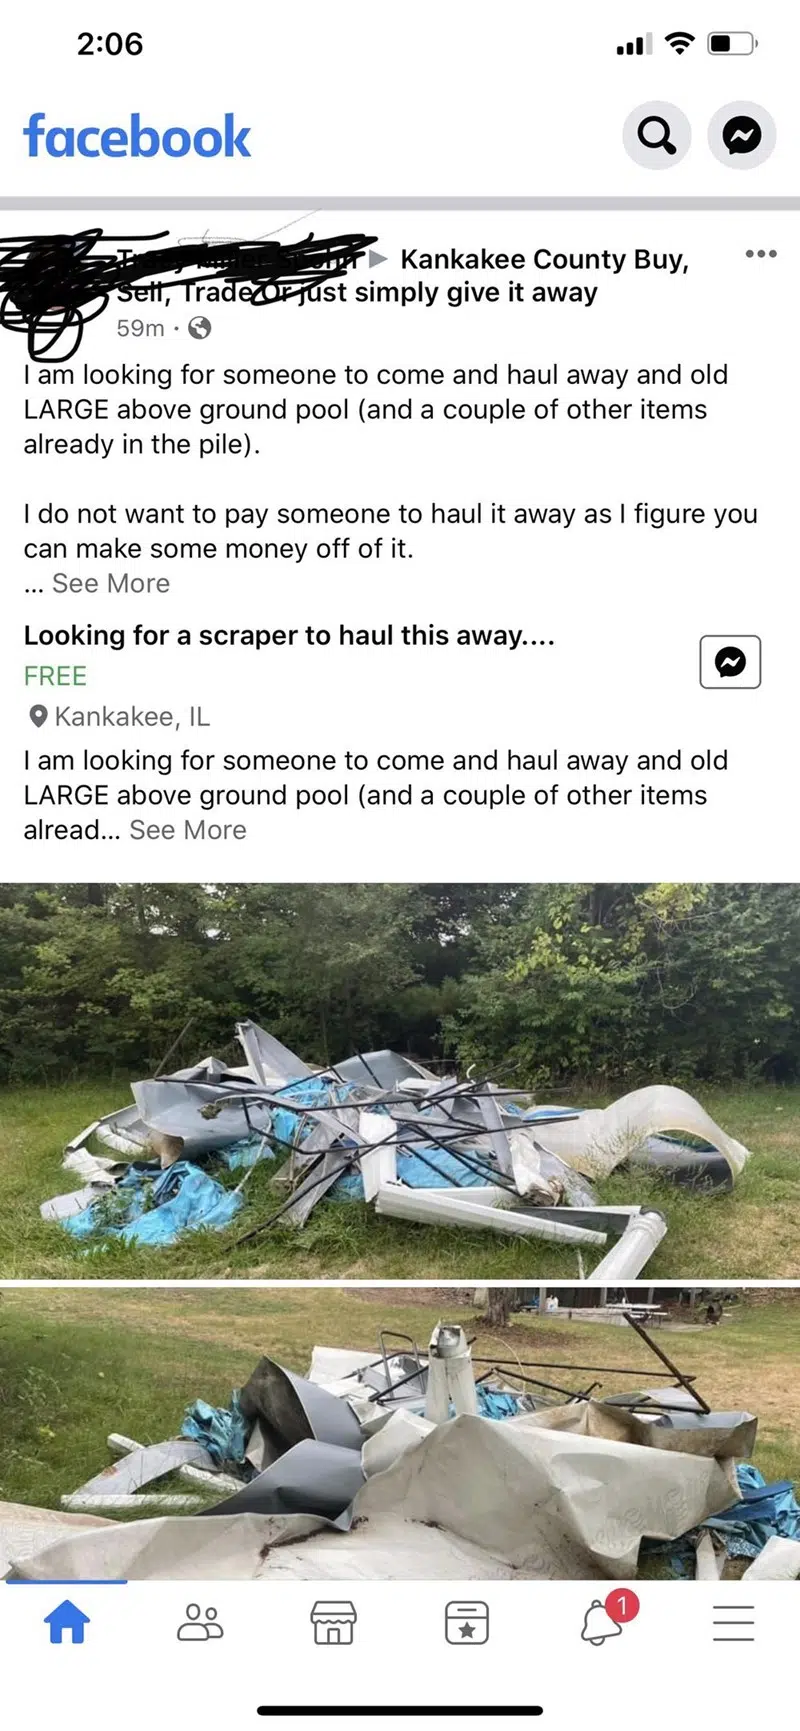 2:06
facebook
Kankakee County Buy,
Sell, Trade Or just simply give it away
59m ·
I am looking for someone to come and haul away and old
LARGE above ground pool (and a couple of other items
already in the pile).
I do not want to pay someone to haul it away as I figure you
can make some money off of it.
... See More
Looking for a scraper to haul this away....
FREE
Kankakee, IL
I am looking for someone to come and haul away and old
LARGE above ground pool (and a couple of other items
alread... See More
1